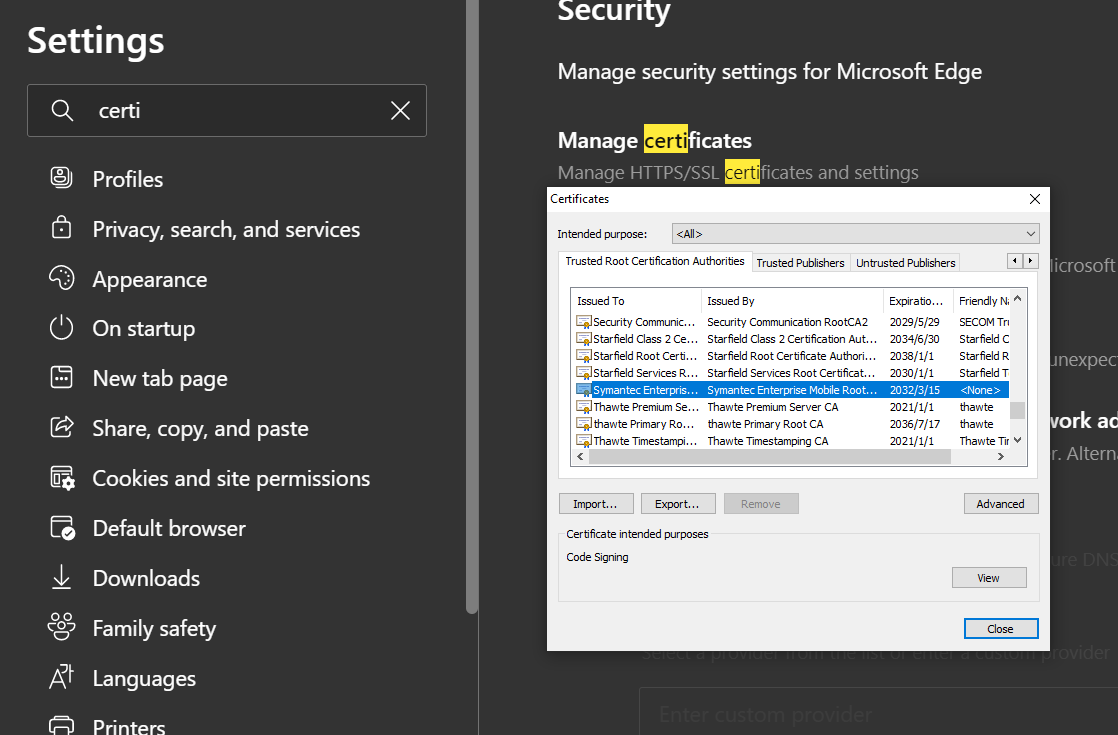 Settings
certi
Profiles
Privacy, search, and services
Appearance
On startup
New tab page
Share, copy, and paste
Cookies and site permissions
Default browser
Downloads
Family safety
Languages
Printers
Security
Manage security settings for Microsoft Edge
Manage certificates
Manage HTTPS/SSL certificates and settings
Certificates
Intended purpose: <All>
Trusted Root Certification Authorities Trusted Publishers Untrusted Publishers
Issued To Issued By Expiratio... Friendly
Security Communic... Security Communication RootCA2 2029/5/29 SECOM
Starfield Class 2 Ce... Starfield Class 2 Certification Aut... 2034/6/30 Starfield
Starfield Root Certi... Starfield Root Certificate Authori... 2038/1/1 Starfield
Starfield Services R... Starfield Services Root Certificat... 2030/1/1 Starfield
Symantec Enterpris... Symantec Enterprise Mobile Root... 2032/3/15 <None>
Thawte Premium Se... Thawte Premium Server CA 2021/1/1 thawte
thawte Primary Ro... thawte Primary Root CA 2036/7/17 thawte
Thawte Timestampi... Thawte Timestamping CA 2021/1/1 Thawte
Import... Export... Remove Advanced
Certificate intended purposes
Code Signing
View
Close
licrosoft
unexpec
work ad
r. Alterna
ure DNS
Select a provider from the list or enter a custom provider
Enter custom provider